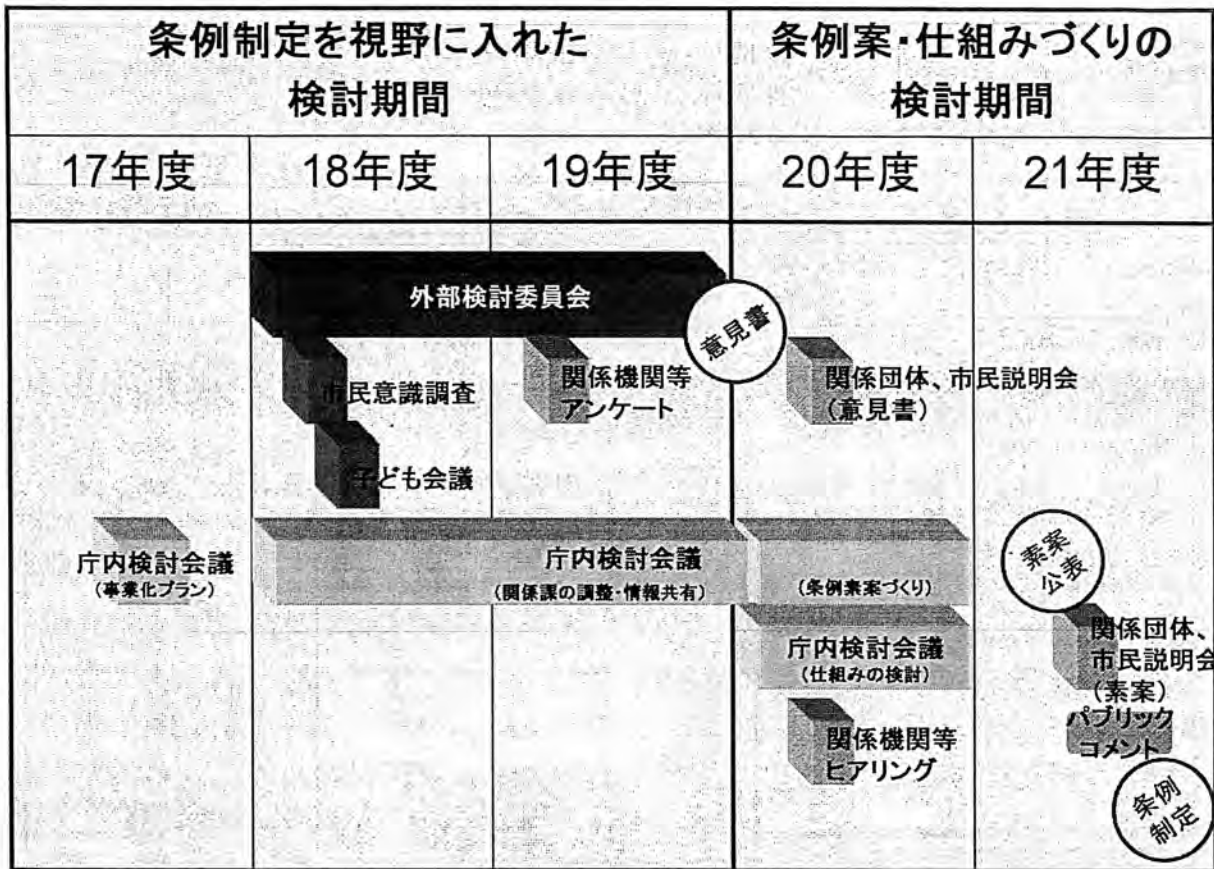 条例制定を視野に入れた
検討期間
条例案・仕組みづくりの
検討期間
17年度
18年度
19年度
20年度
21年度
外部検討委員会
意見書
市民意識調査
関係機関等
アンケート
関係団体、市民説明会
(意見書)
子ども会議
庁内検討会議
(事業化プラン)
庁内検討会議
(関係課の調整・情報共有)
(条例素案づくり)
素案
公表
庁内検討会議
(仕組みの検討)
関係団体、
市民説明会
(素案)
関係機関等
ヒアリング
パブリック
コメント
条例
制定